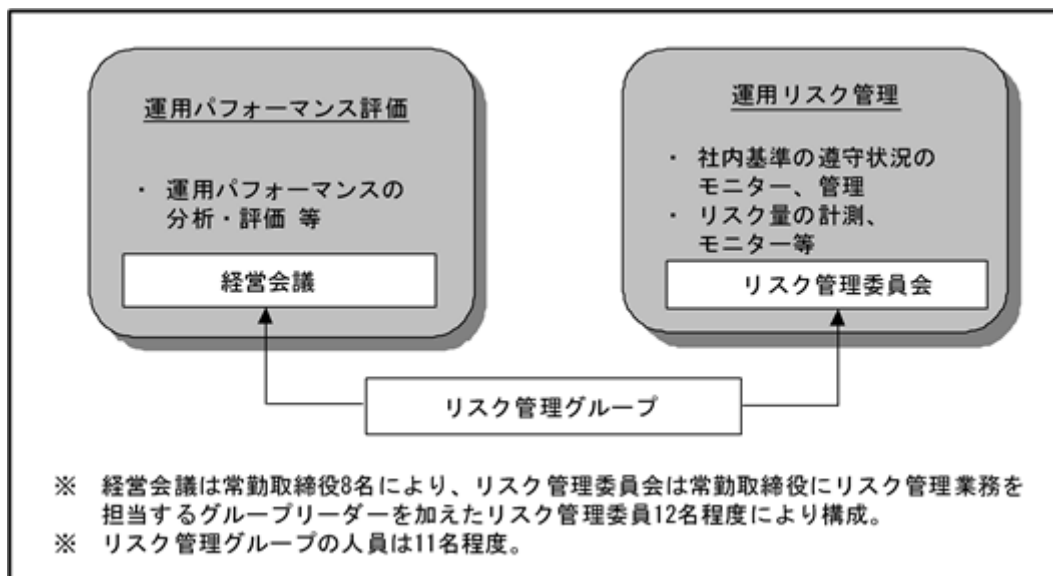 運用パフォーマンス評価
・ 運用パフォーマンスの
分析・評価 等
経営会議
運用リスク管理
・ 社内基準の遵守状況の
モニター、管理
・ リスク量の計測、
モニター等
リスク管理委員会
リスク管理グループ
※ 経営会議は常勤取締役8名により、リスク管理委員会は常勤取締役にリスク管理業務を
担当するグループリーダーを加えたリスク管理委員12名程度により構成。
※ リスク管理グループの人員は11名程度。